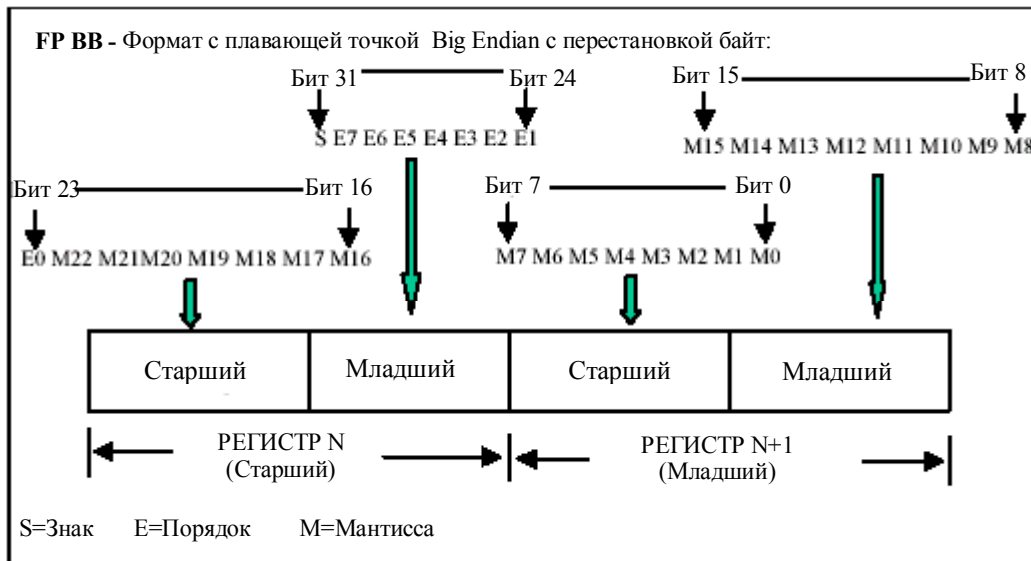 FP BB - Формат с плавающей точкой Big Endian с перестановкой байт:
Бит 31 Бит 24 Бит 15 Бит 8
S E7 E6 E5 E4 E3 E2 E1 M15 M14 M13 M12 M11 M10 M9 M8
Бит 23 Бит 16 Бит 7 Бит 0
E0 M22 M21M20 M19 M18 M17 M16 M7 M6 M5 M4 M3 M2 M1 M0
Старший Младший Старший Младший
РЕГИСТР N РЕГИСТР N+1
(Старший) (Младший)
S=Знак E=Порядок M=Мантисса